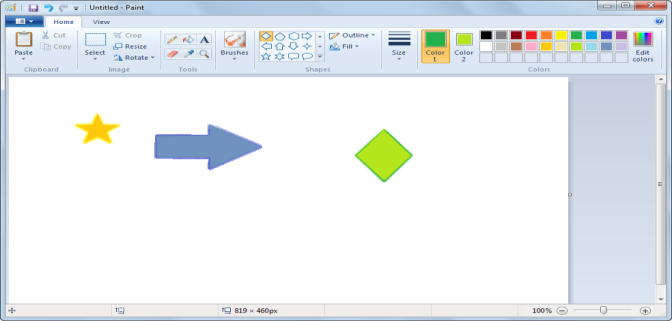 Untitled - Paint
Home View
Paste
Cut
Copy
Clipboard
Select
Crop
Resize
Rotate
Image
A
Tools
Brushes
Outline
Fill
Shapes
Size
Color 1
Color 2
Edit colors
Colors
819 × 460px
100%